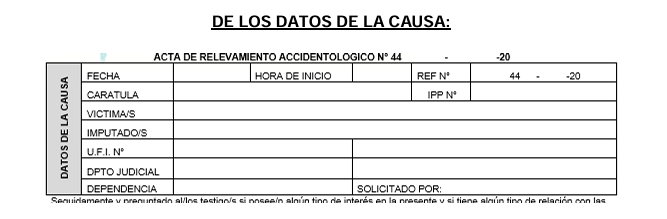 DE LOS DATOS DE LA CAUSA:
ACTA DE RELEVAMIENTO ACCIDENTOLOGICO Nº 44 - -20
DATOS DE LA CAUSA
FECHA HORA DE INICIO REF Nº 44 - -20
CARATULA IPP Nº
VICTIMA/S
IMPUTADO/S
U.F.I. Nº
DPTO JUDICIAL
DEPENDENCIA SOLICITADO POR:
Seguidamente y preguntado al/los testigo/s si posee/n algún tipo de interés en la presente y si tiene algún tipo de relación con las